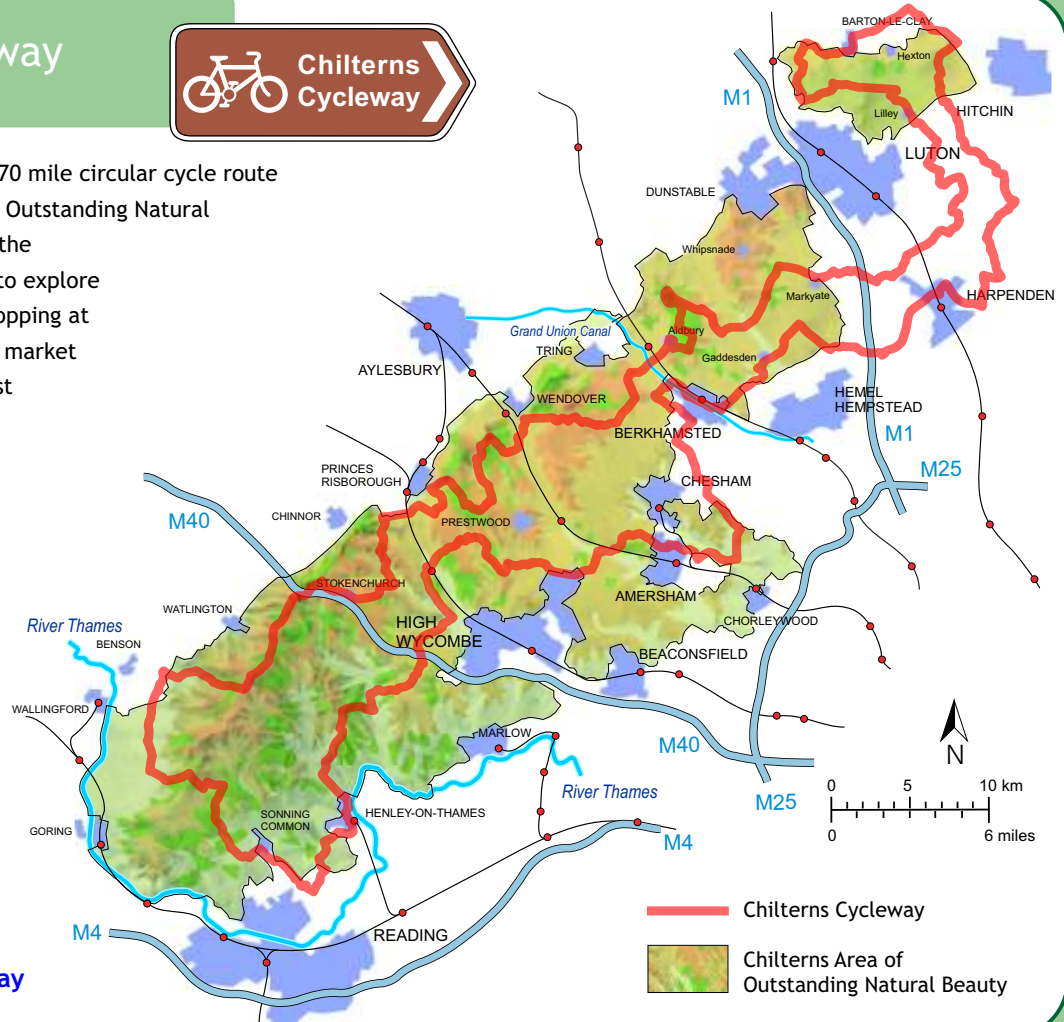 way
Chilterns
Cycleway
70 mile circular cycle route
Outstanding Natural
the
to explore
opping at
market
st
BARTON-LE-CLAY
Hexton
M1
HITCHIN
Lilley
LUTON
DUNSTABLE
Whipsnade
Markyate
HARPENDEN
Grand Union Canal
Aldbury
TRING
Gaddesden
AYLESBURY
WENDOVER
HEMEL
HEMPSTEAD
BERKHAMSTED
M1
M25
PRINCES
RISBOROUGH
CHESHAM
M40
CHINNOR
PRESTWOOD
STOKENCHURCH
AMERSHAM
WATLINGTON
HIGH
WYCOMBE
CHORLEYWOOD
River Thames
BENSON
BEACONSFIELD
WALLINGFORD
MARLOW
M40
N
River Thames
M25
0 5 10 km
0 6 miles
SONNING
COMMON
HENLEY-ON-THAMES
GORING
M4
Chilterns Cycleway
M4
READING
Chilterns Area of
Outstanding Natural Beauty
ay